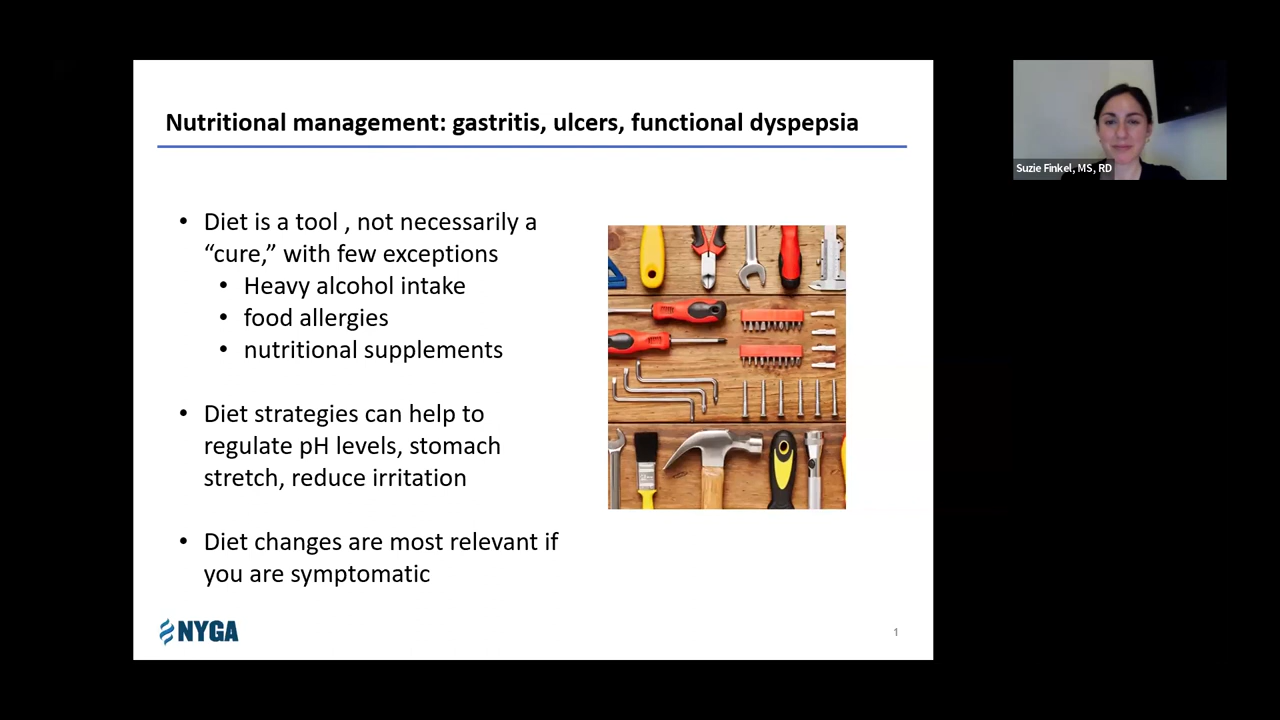 Nutritional management: gastritis, ulcers, functional dyspepsia
• Diet is a tool , not necessarily a
“cure,” with few exceptions
• Heavy alcohol intake
• food allergies
• nutritional supplements
• Diet strategies can help to
regulate pH levels, stomach
stretch, reduce irritation
• Diet changes are most relevant if
you are symptomatic
NYGA
1
Suzie Finkel, MS, RD